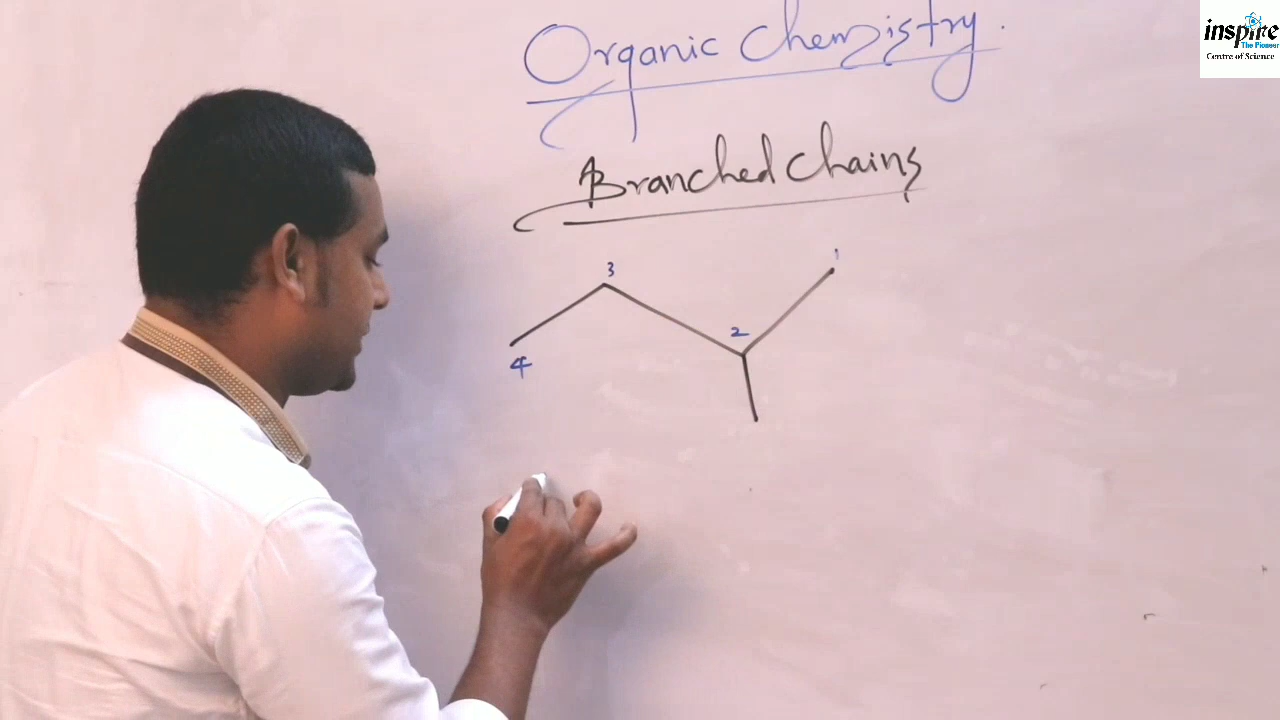 inspire
The Pioneer
Centre of Science
Organic Chemistry.
Branched Chains
1
3
2
4